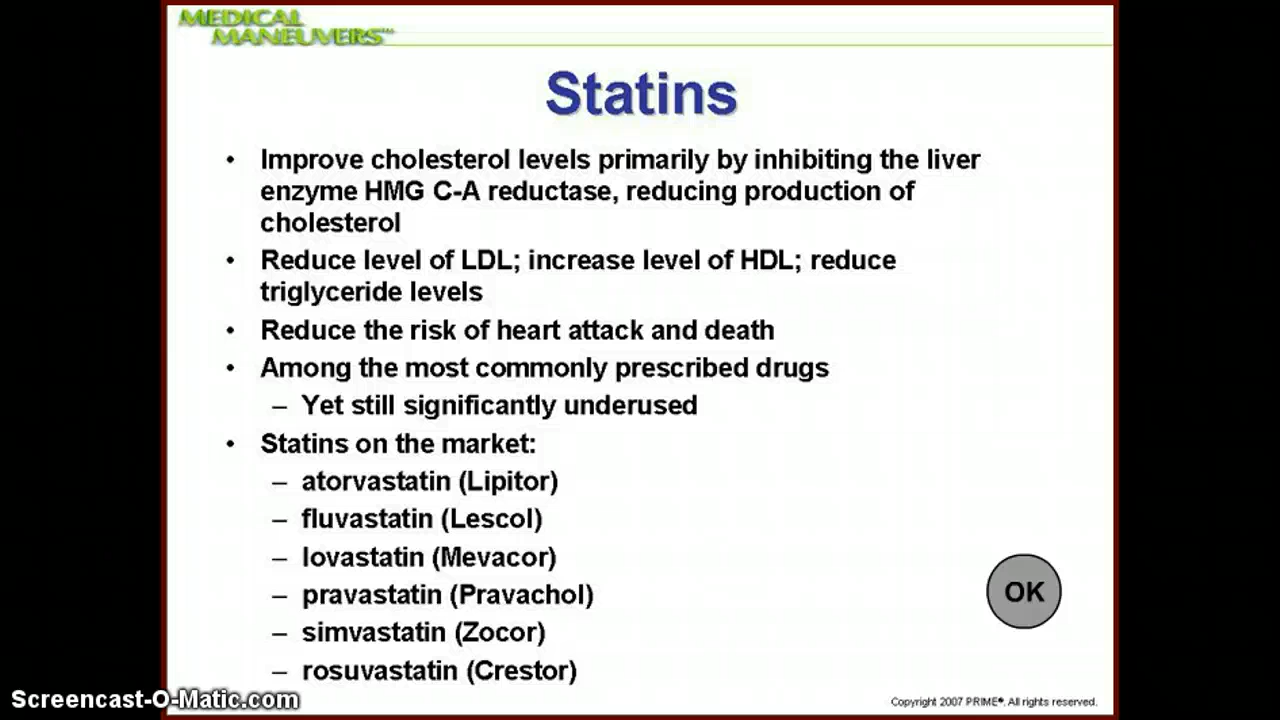 MEDICAL
MANEUVERS™
Statins
• Improve cholesterol levels primarily by inhibiting the liver
enzyme HMG C-A reductase, reducing production of
cholesterol
• Reduce level of LDL; increase level of HDL; reduce
triglyceride levels
• Reduce the risk of heart attack and death
• Among the most commonly prescribed drugs
– Yet still significantly underused
• Statins on the market:
– atorvastatin (Lipitor)
– fluvastatin (Lescol)
– lovastatin (Mevacor)
– pravastatin (Pravachol)
– simvastatin (Zocor)
– rosuvastatin (Crestor)
OK
Screencast-O-Matic.com
Copyright 2007 PRIME®. All rights reserved.